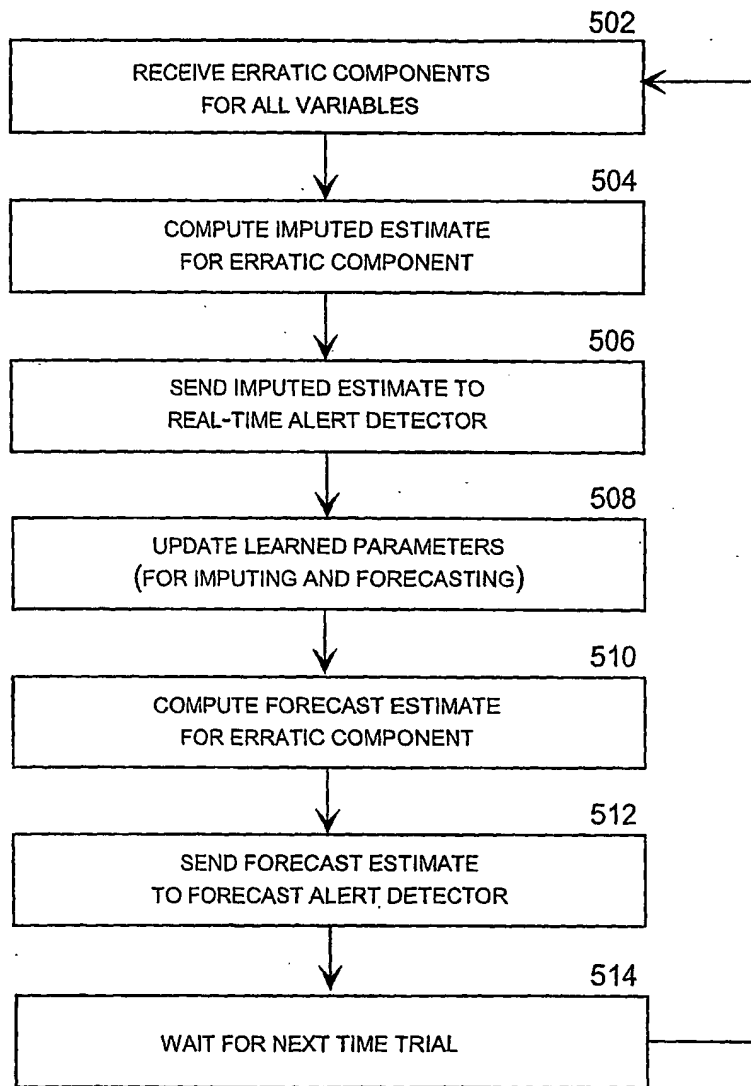 502
RECEIVE ERRATIC COMPONENTS
FOR ALL VARIABLES
504
COMPUTE IMPUTED ESTIMATE
FOR ERRATIC COMPONENT
506
SEND IMPUTED ESTIMATE TO
REAL-TIME ALERT DETECTOR
508
UPDATE LEARNED PARAMETERS
(FOR IMPUTING AND FORECASTING)
510
COMPUTE FORECAST ESTIMATE
FOR ERRATIC COMPONENT
512
SEND FORECAST ESTIMATE
TO FORECAST ALERT DETECTOR
514
WAIT FOR NEXT TIME TRIAL